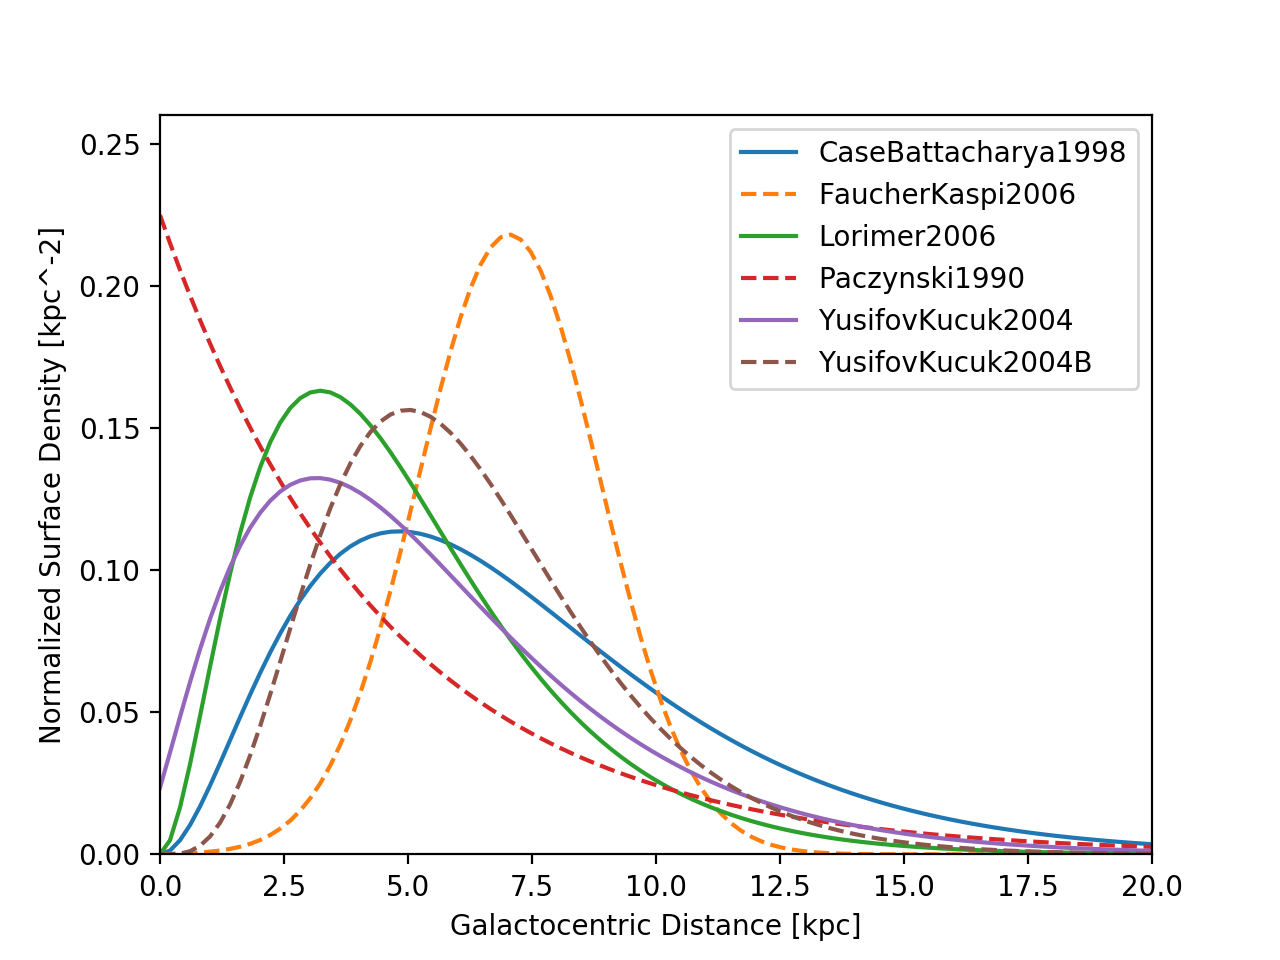 0.25
0.20
0.15
0.10
0.05
0.00
Normalized Surface Density [kpc^-2]
CaseBattacharya1998
FaucherKaspi2006
Lorimer2006
Paczynski1990
YusifovKucuk2004
YusifovKucuk2004B
0.0 2.5 5.0 7.5 10.0 12.5 15.0 17.5 20.0
Galactocentric Distance [kpc]